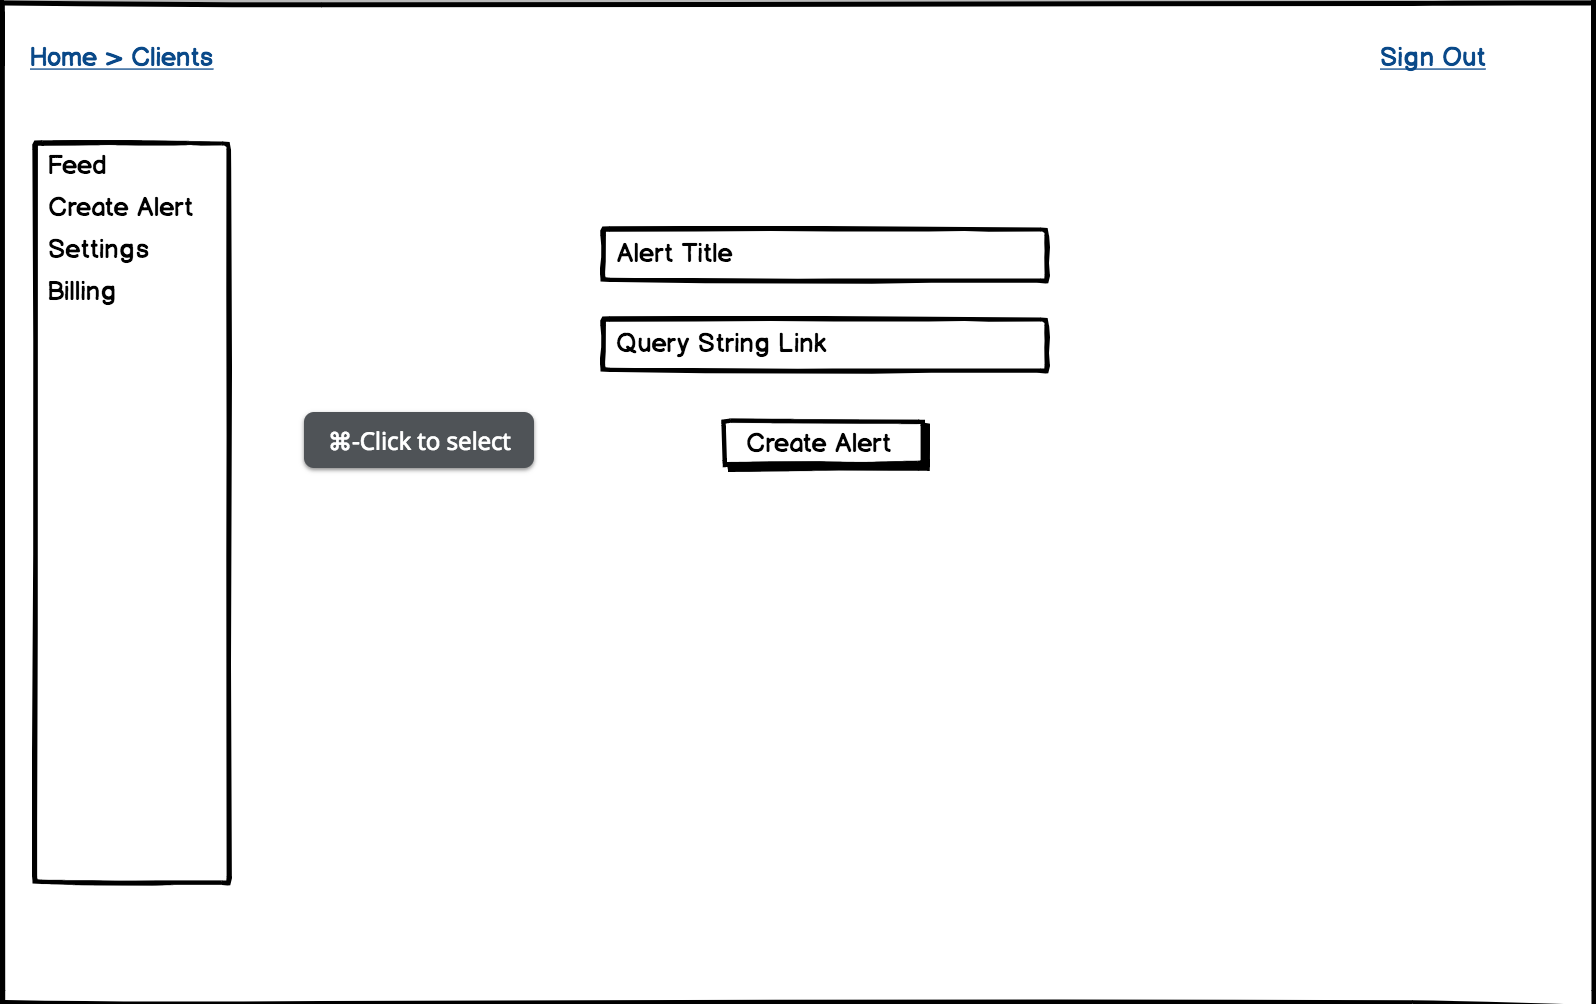 Home > Clients
Sign Out
Feed
Create Alert
Settings
Billing
Alert Title
Query String Link
⌘-Click to select
Create Alert